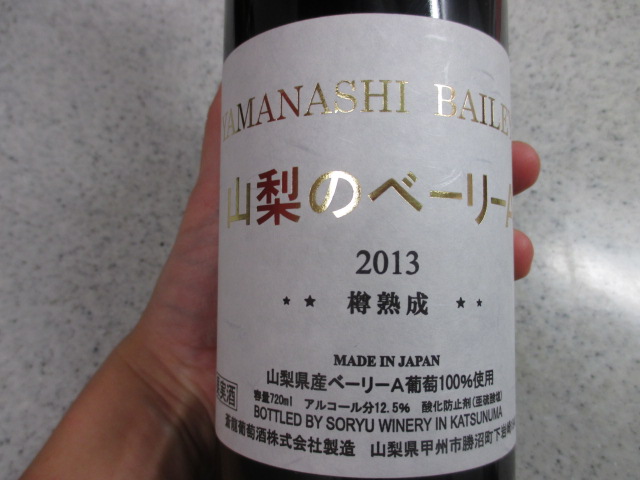 YAMANASHI BAILEY
山梨のベーリーA
2013
★ ★ 樽熟成 ★ ★
MADE IN JAPAN
山梨県産ベーリーA葡萄100%使用
果実酒
容量720ml アルコール分12.5% 酸化防止剤(亜硫酸塩)
BOTTLED BY SORYU WINERY IN KATSUNUMA
蒼龍葡萄酒株式会社製造 山梨県甲州市勝沼町下岩崎